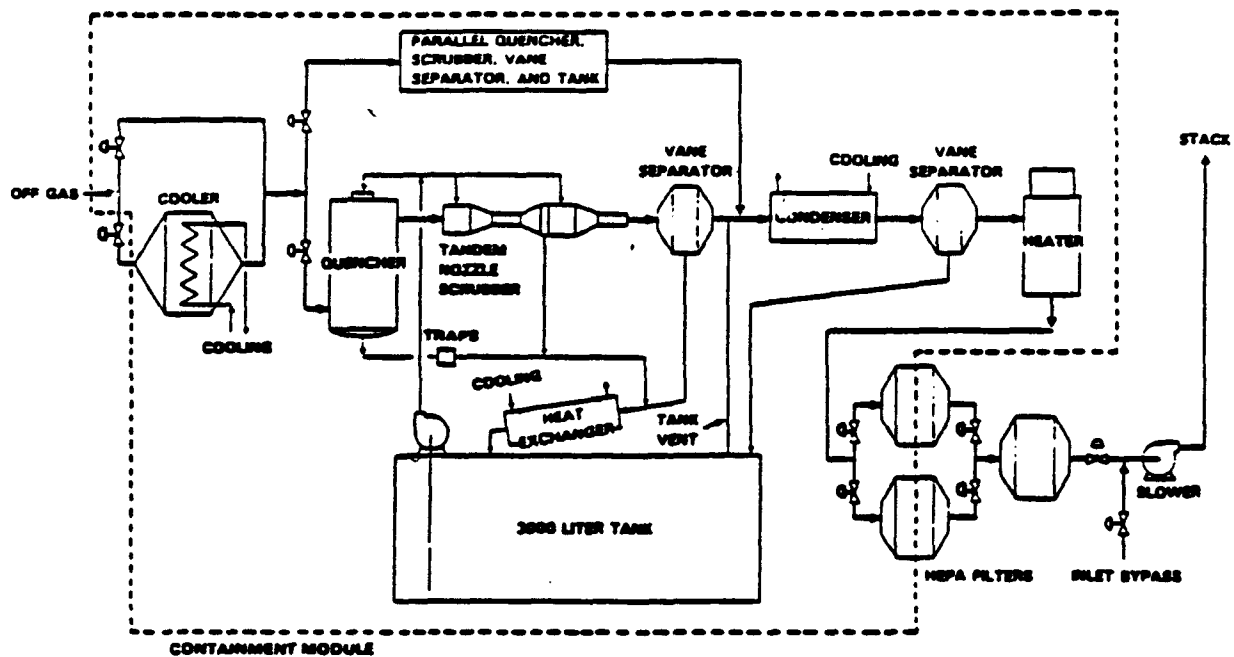 PARALLEL QUENCHER,
SCRUBBER, VANE
SEPARATOR, AND TANK
STACK
VANE
SEPARATOR
COOLING
VANE
SEPARATOR
OFF GAS
COOLER
CONDENSER
HEATER
QUENCHER
TANDEM
NOZZLE
SCRUBBER
COOLING
TRAPS
COOLING
HEAT
EXCHANGER
TANK
VENT
BLOWER
3000 LITER TANK
HEPA FILTERS
INLET BYPASS
CONTAINMENT MODULE